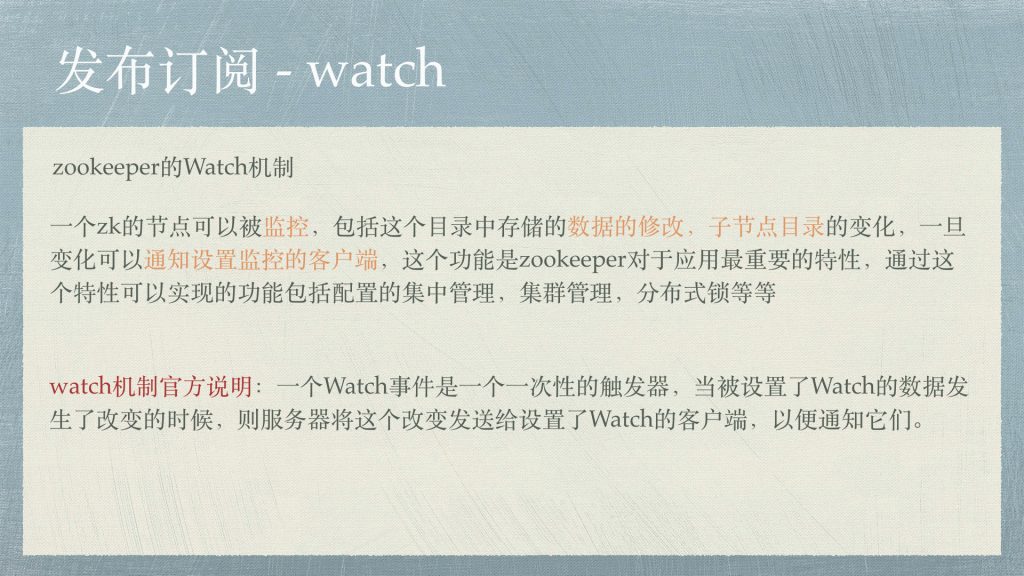 发布订阅 - watch
zookeeper的Watch机制
一个zk的节点可以被监控，包括这个目录中存储的数据的修改，子节点目录的变化，一旦
变化可以通知设置监控的客户端，这个功能是zookeeper对于应用最重要的特性，通过这
个特性可以实现的功能包括配置的集中管理，集群管理，分布式锁等等
watch机制官方说明：一个Watch事件是一个一次性的触发器，当被设置了Watch的数据发
生了改变的时候，则服务器将这个改变发送给设置了Watch的客户端，以便通知它们。